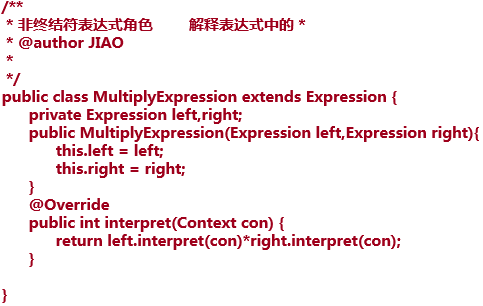 /**
 * 非终结符表达式角色     解释表达式中的 *
 * @author JIAO
 *
 */
public class MultiplyExpression extends Expression {
    private Expression left,right;
    public MultiplyExpression(Expression left,Expression right){
        this.left = left;
        this.right = right;
    }
    @Override
    public int interpret(Context con) {
        return left.interpret(con)*right.interpret(con);
    }

}